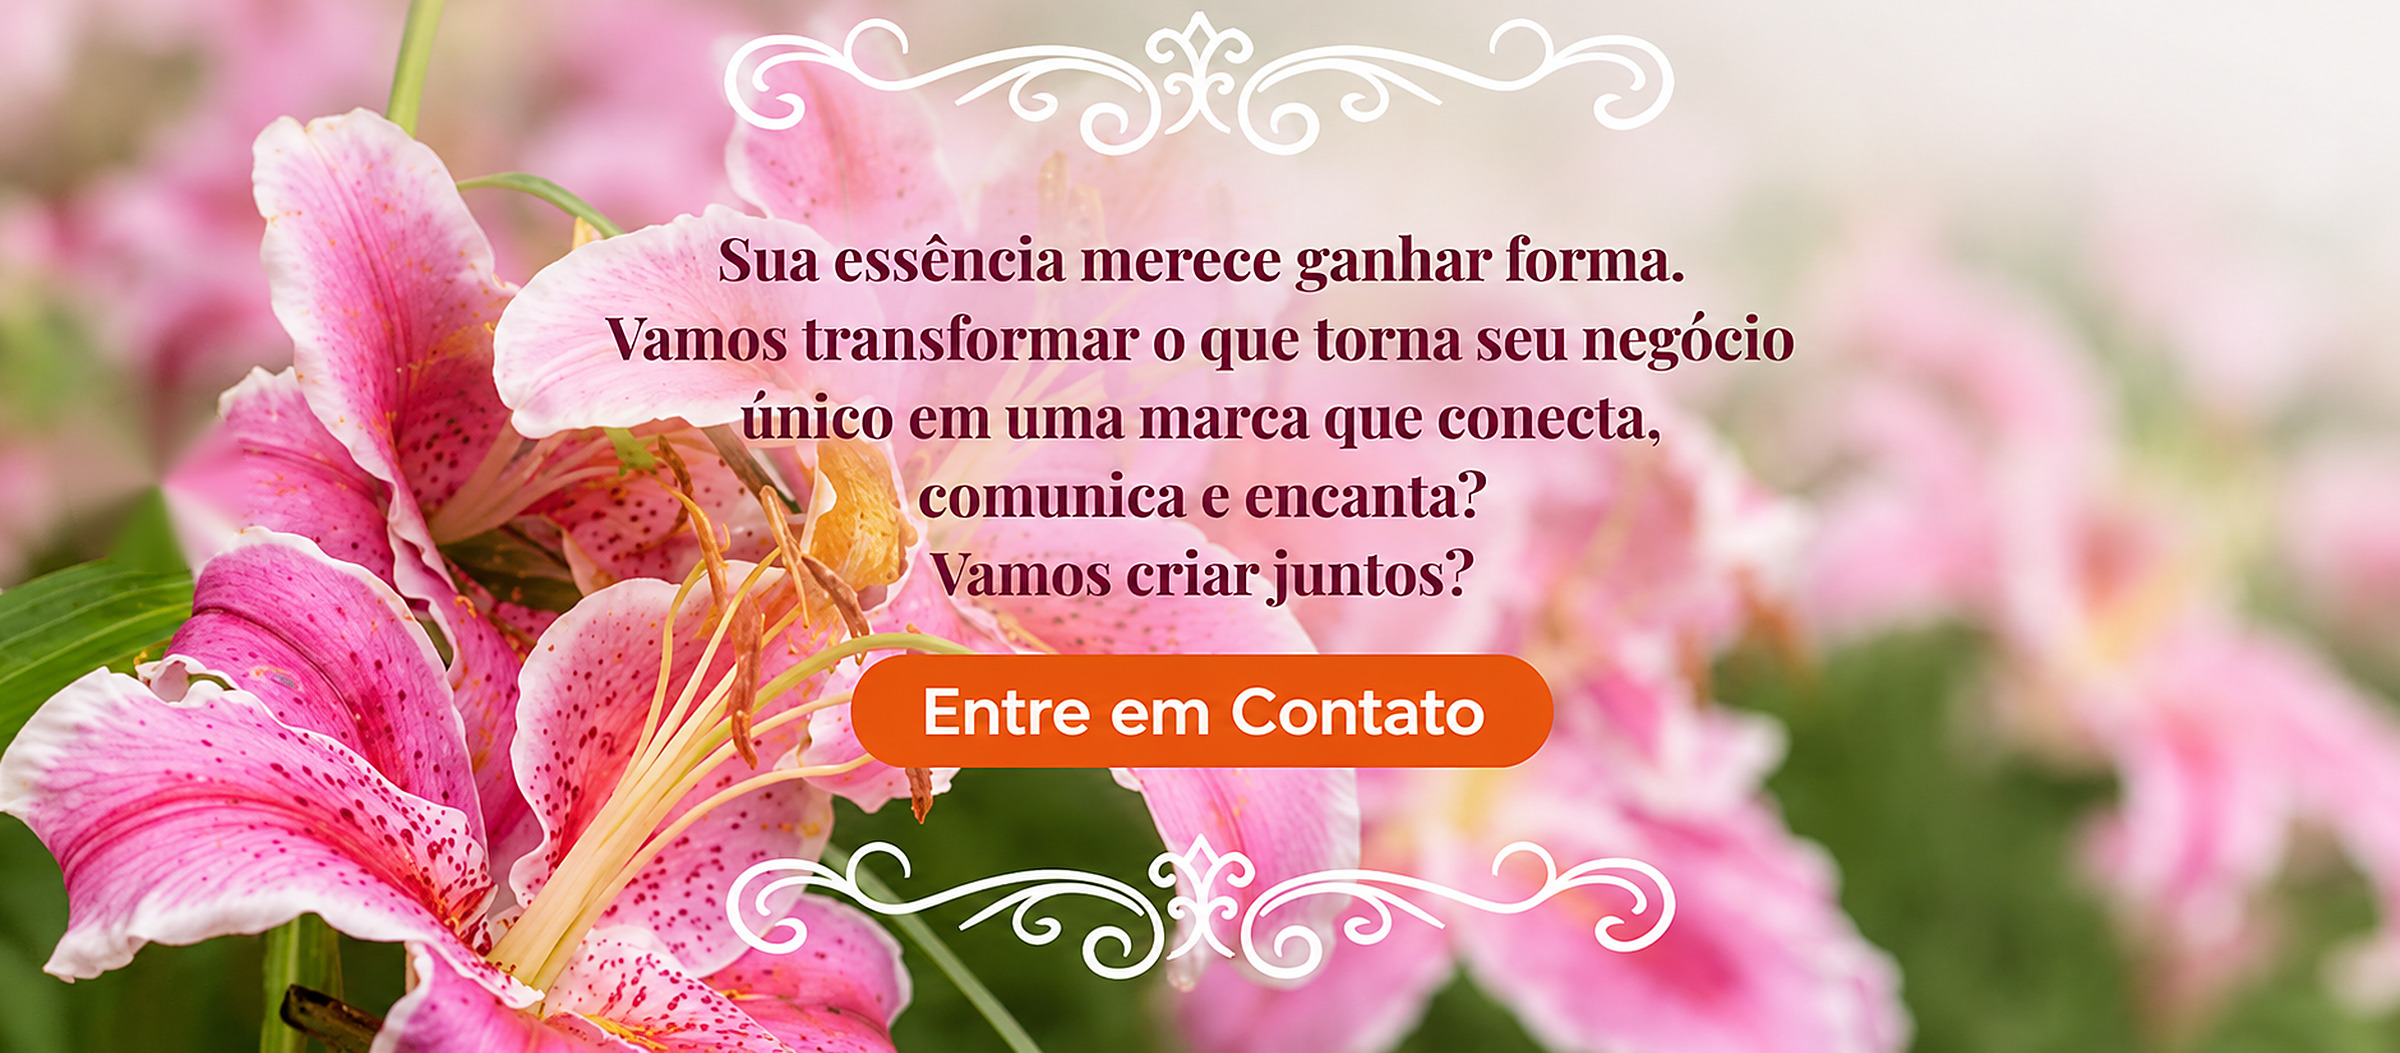 Sua essência merece ganhar forma.
Vamos transformar o que torna seu negócio
único em uma marca que conecta,
comunica e encanta?
Vamos criar juntos?
Entre em Contato